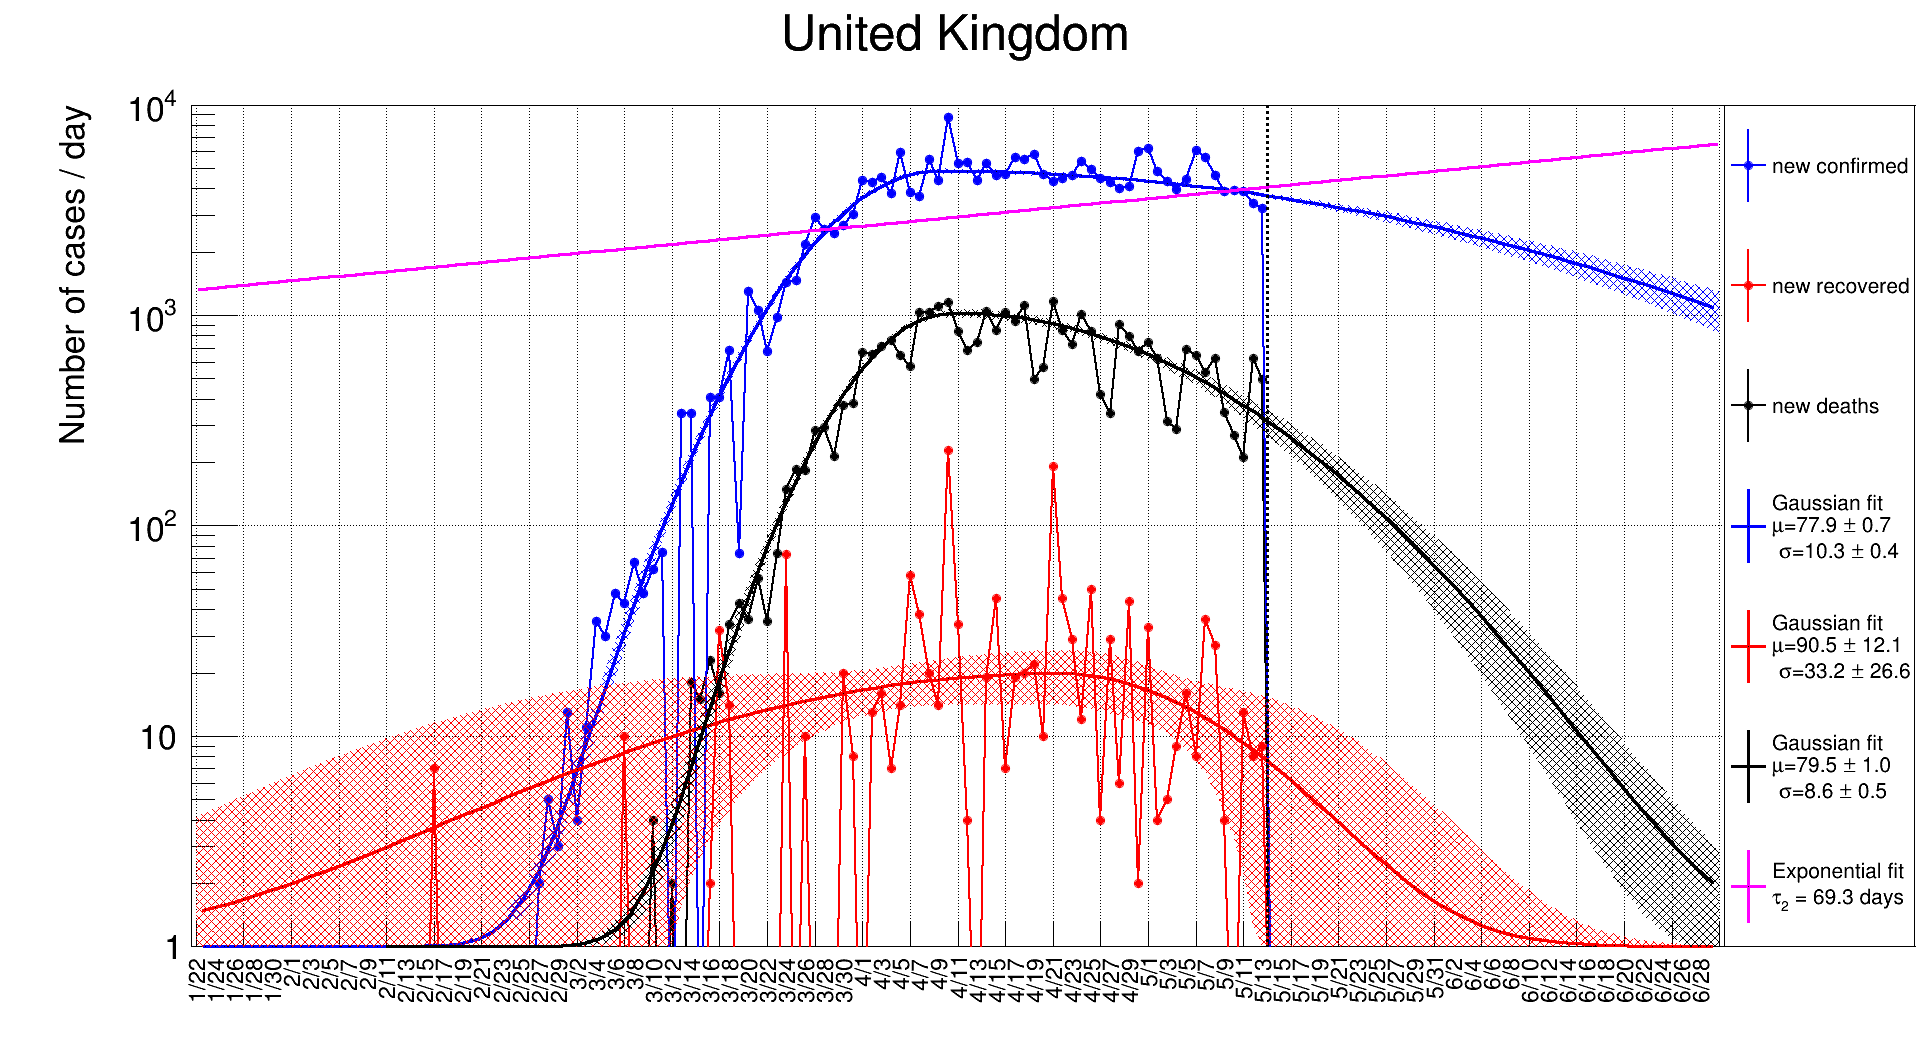 United Kingdom
Number of cases / day
10^4
10^3
10^2
10
1
1/22 1/24 1/26 1/28 1/30 2/1 2/3 2/5 2/7 2/9 2/11 2/13 2/15 2/17 2/19 2/21 2/23 2/25 2/27 2/29 3/2 3/4 3/6 3/8 3/10 3/12 3/14 3/16 3/18 3/20 3/22 3/24 3/26 3/28 3/30 4/1 4/3 4/5 4/7 4/9 4/11 4/13 4/15 4/17 4/19 4/21 4/23 4/25 4/27 4/29 5/1 5/3 5/5 5/7 5/9 5/11 5/13 5/15 5/17 5/19 5/21 5/23 5/25 5/27 5/29 5/31 6/2 6/4 6/6 6/8 6/10 6/12 6/14 6/16 6/18 6/20 6/22 6/24 6/26 6/28
new confirmed
new recovered
new deaths
Gaussian fit
μ=77.9 ± 0.7
σ=10.3 ± 0.4
Gaussian fit
μ=90.5 ± 12.1
σ=33.2 ± 26.6
Gaussian fit
μ=79.5 ± 1.0
σ=8.6 ± 0.5
Exponential fit
τ₂ = 69.3 days